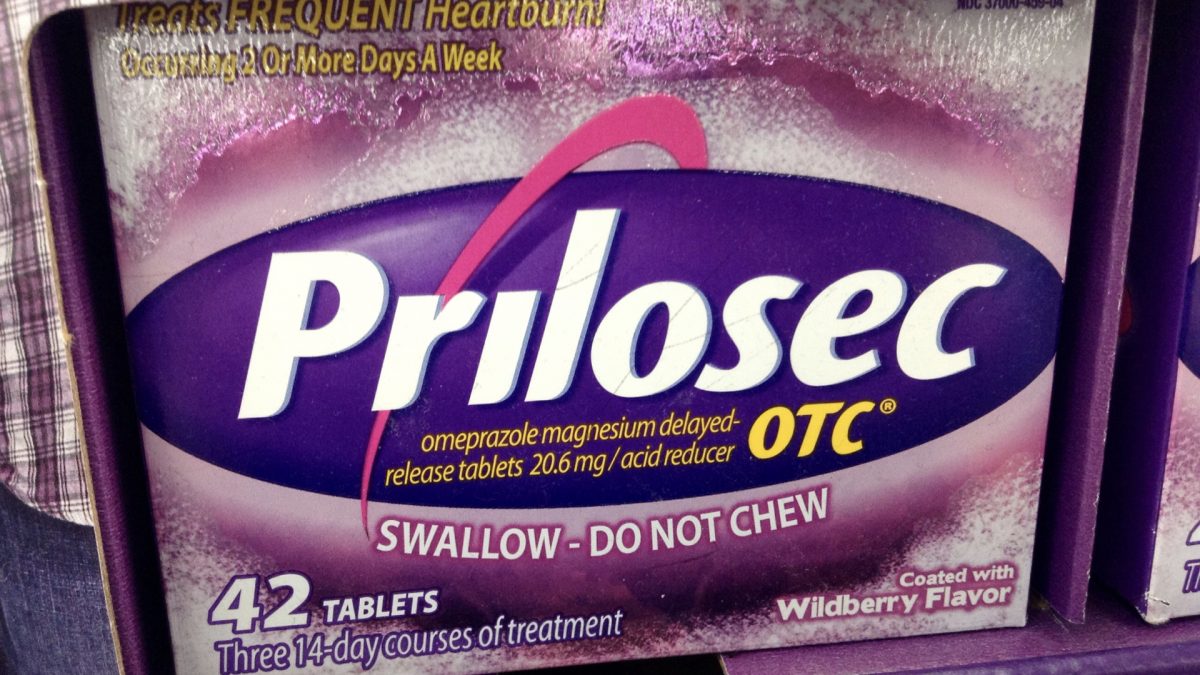 Treats FREQUENT Heartburn!
Occurring 2 Or More Days A Week
Prilosec
omeprazole magnesium delayed-
release tablets 20.6 mg / acid reducer
OTC®
SWALLOW - DO NOT CHEW
42 TABLETS
Three 14-day courses of treatment
Coated with
Wildberry Flavor